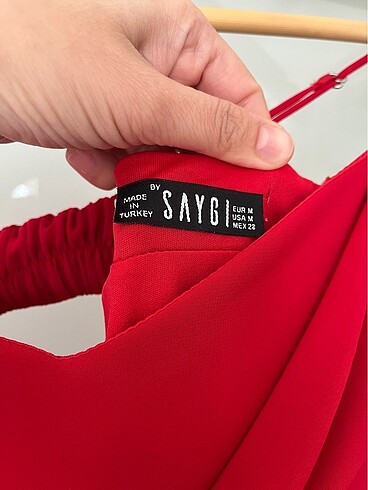 BY
MADE
IN
TURKEY
SAYGI
EUR M
USA M
MEX 28